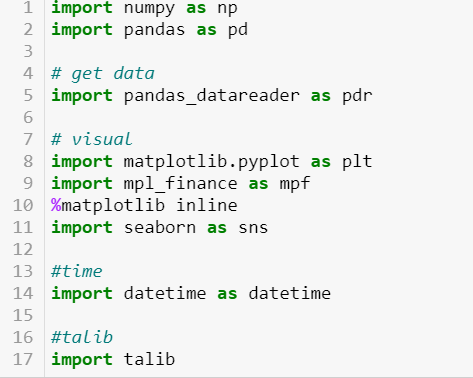 1 import numpy as np
2 import pandas as pd
3
4 # get data
5 import pandas_datareader as pdr
6
7 # visual
8 import matplotlib.pyplot as plt
9 import mpl_finance as mpf
10 %matplotlib inline
11 import seaborn as sns
12
13 #time
14 import datetime as datetime
15
16 #talib
17 import talib